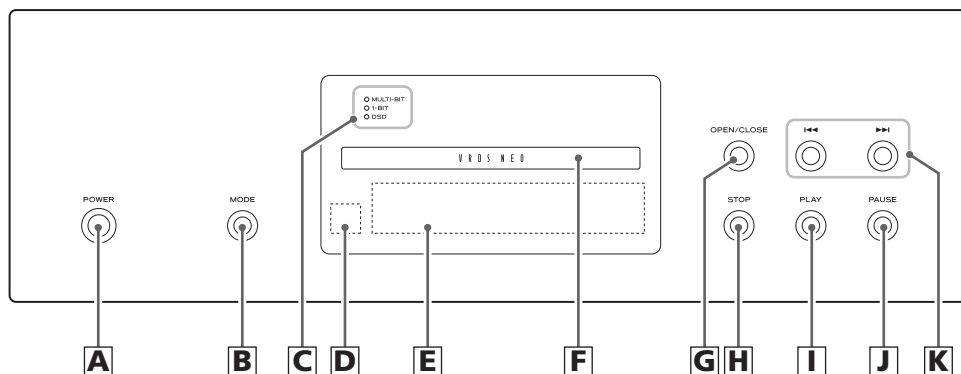 MULTI-BIT
1-BIT
DSD
VRDS NEO
OPEN/CLOSE
POWER
MODE
STOP
PLAY
PAUSE
A B C D E F G H I J K